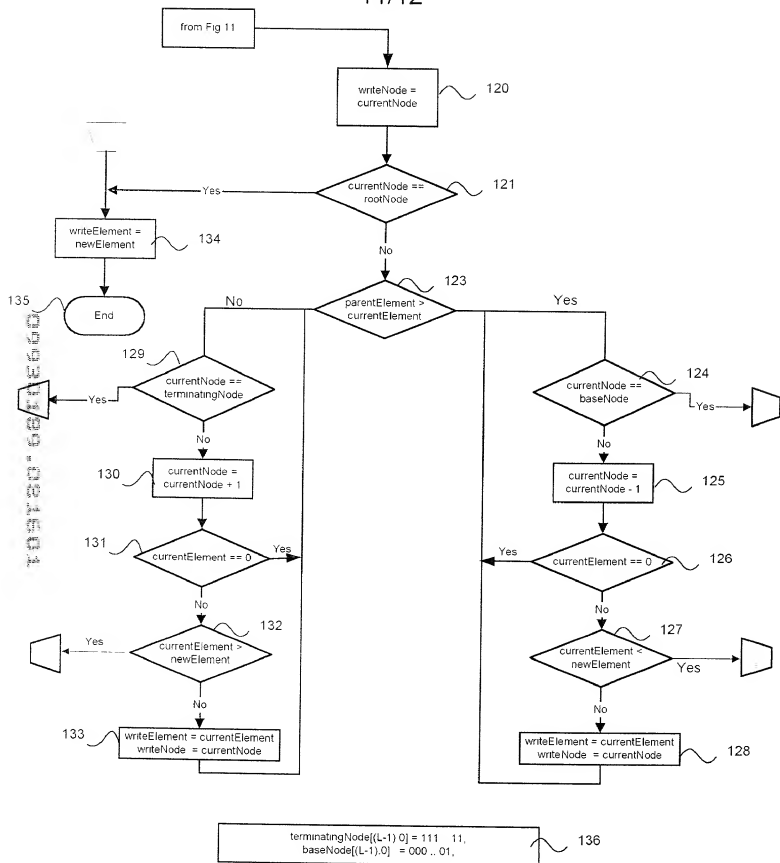 11/12
from Fig 11
writeNode =
currentNode
120
currentNode ==
rootNode
121
Yes
No
writeElement =
newElement
134
End
135
parentElement >
currentElement
123
No
Yes
currentNode ==
terminatingNode
129
Yes
No
currentNode =
currentNode + 1
130
currentElement == 0
131
Yes
No
currentElement >
newElement
132
Yes
No
writeElement = currentElement
writeNode = currentNode
133
currentNode ==
baseNode
124
Yes
No
currentNode =
currentNode - 1
125
currentElement == 0
126
Yes
No
currentElement <
newElement
127
Yes
No
writeElement = currentElement
writeNode = currentNode
128
terminatingNode[(L-1) 0] = 111 11,
baseNode[(L-1).0] = 000 .. 01,
136